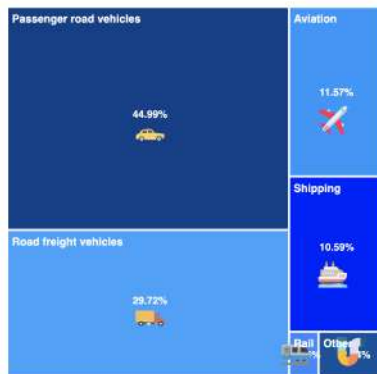 Passenger road vehicles
44.99%
Road freight vehicles
29.72%
Aviation
11.57%
Shipping
10.59%
Rail
Other